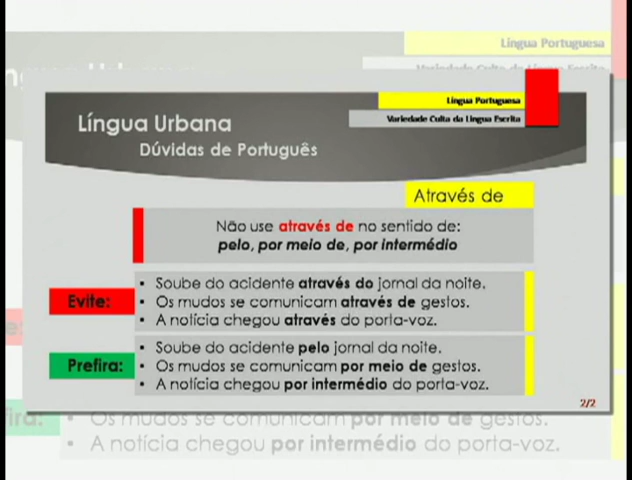 Língua Portuguesa
Língua Portuguesa
Variedade Culta da Língua Escrita
Língua Urbana
Dúvidas de Português
Através de
Não use através de no sentido de:
pelo, por meio de, por intermédio
Evite:
• Soube do acidente através do jornal da noite.
• Os mudos se comunicam através de gestos.
• A notícia chegou através do porta-voz.
Prefira:
• Soube do acidente pelo jornal da noite.
• Os mudos se comunicam por meio de gestos.
• A notícia chegou por intermédio do porta-voz.
2/2
• Os mudos se comunicam por meio de gestos.
• A notícia chegou por intermédio do porta-voz.